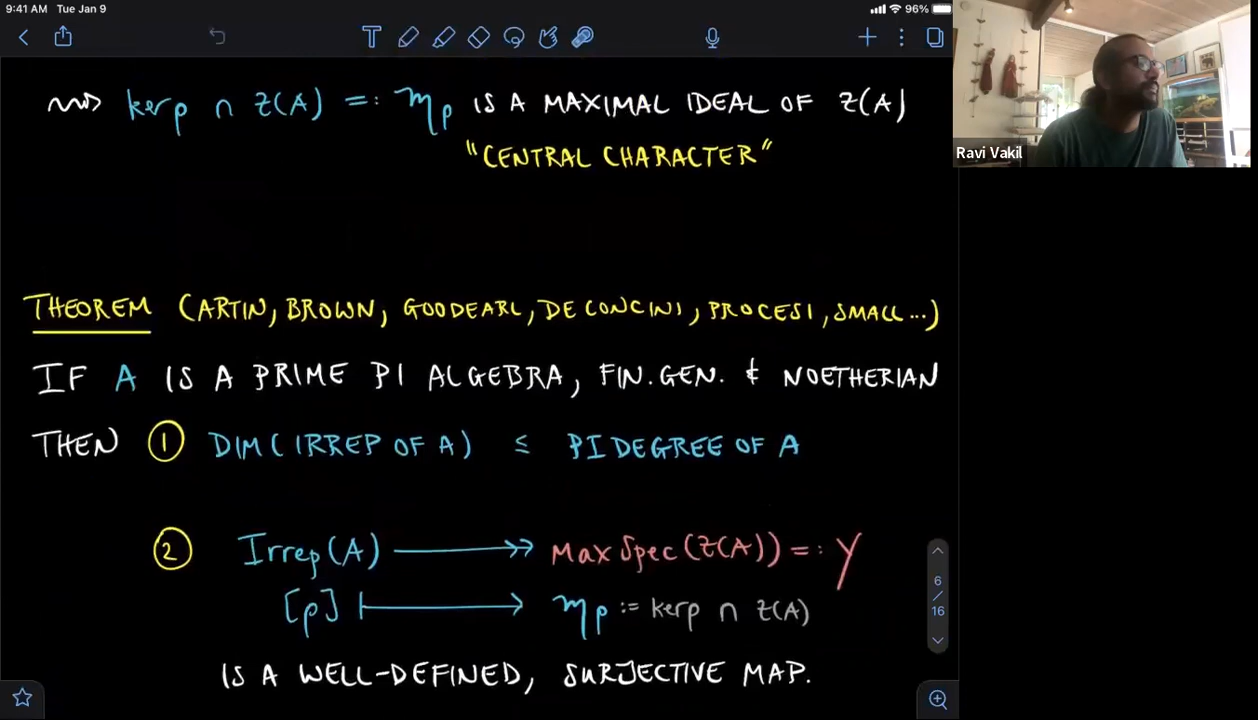 9:41 AM Tue Jan 9
96%
⇝ ker ρ ∩ Z(A) =: 𝔪ρ IS A MAXIMAL IDEAL OF Z(A)
"CENTRAL CHARACTER"
Ravi Vakil
THEOREM (ARTIN, BROWN, GOODEARL, DE CONCINI, PROCESI, SMALL...)
IF A IS A PRIME PI ALGEBRA, FIN. GEN. & NOETHERIAN
THEN ① DIM (IRREP OF A) ≤ PI DEGREE OF A
② Irrep(A) ↠ MaxSpec(Z(A)) =: Y
[ρ] ↦ 𝔪ρ := ker ρ ∩ Z(A)
IS A WELL-DEFINED, SURJECTIVE MAP.
6
/
16